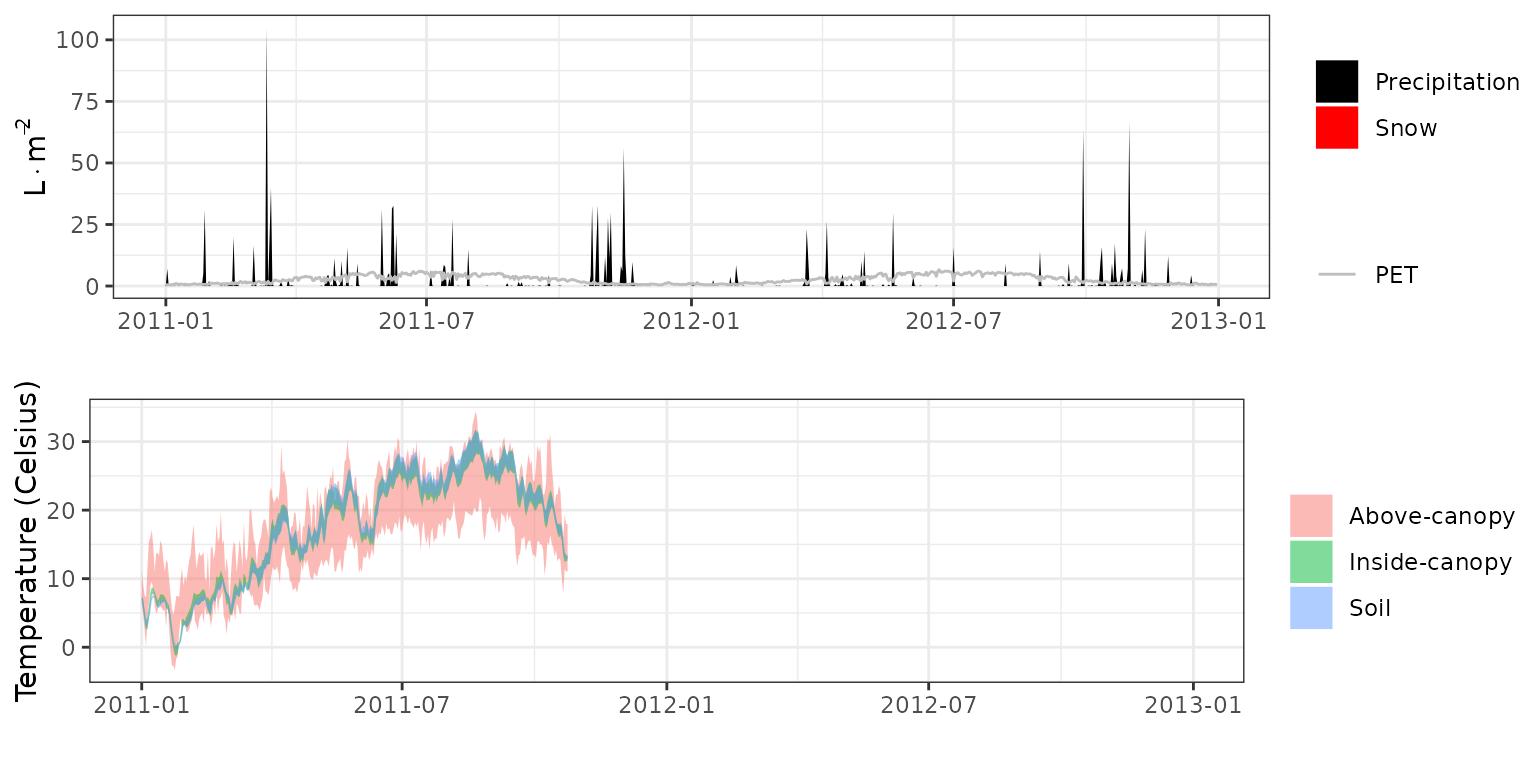 L · m⁻²
100
75
50
25
0
2011-01 2011-07 2012-01 2012-07 2013-01
Precipitation
Snow
PET
Temperature (Celsius)
30
20
10
0
2011-01 2011-07 2012-01 2012-07 2013-01
Above-canopy
Inside-canopy
Soil